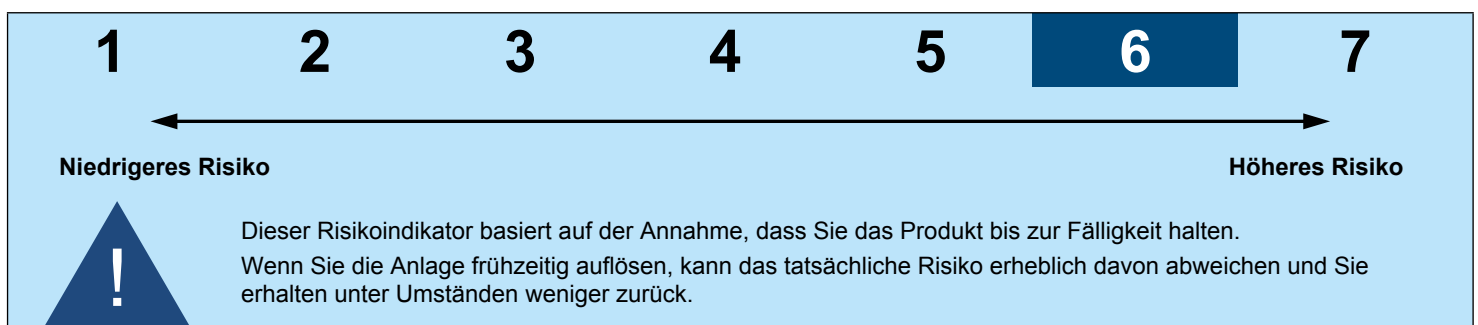 1 2 3 4 5 6 7
Niedrigeres Risiko Höheres Risiko
!
Dieser Risikoindikator basiert auf der Annahme, dass Sie das Produkt bis zur Fälligkeit halten.
Wenn Sie die Anlage frühzeitig auflösen, kann das tatsächliche Risiko erheblich davon abweichen und Sie
erhalten unter Umständen weniger zurück.